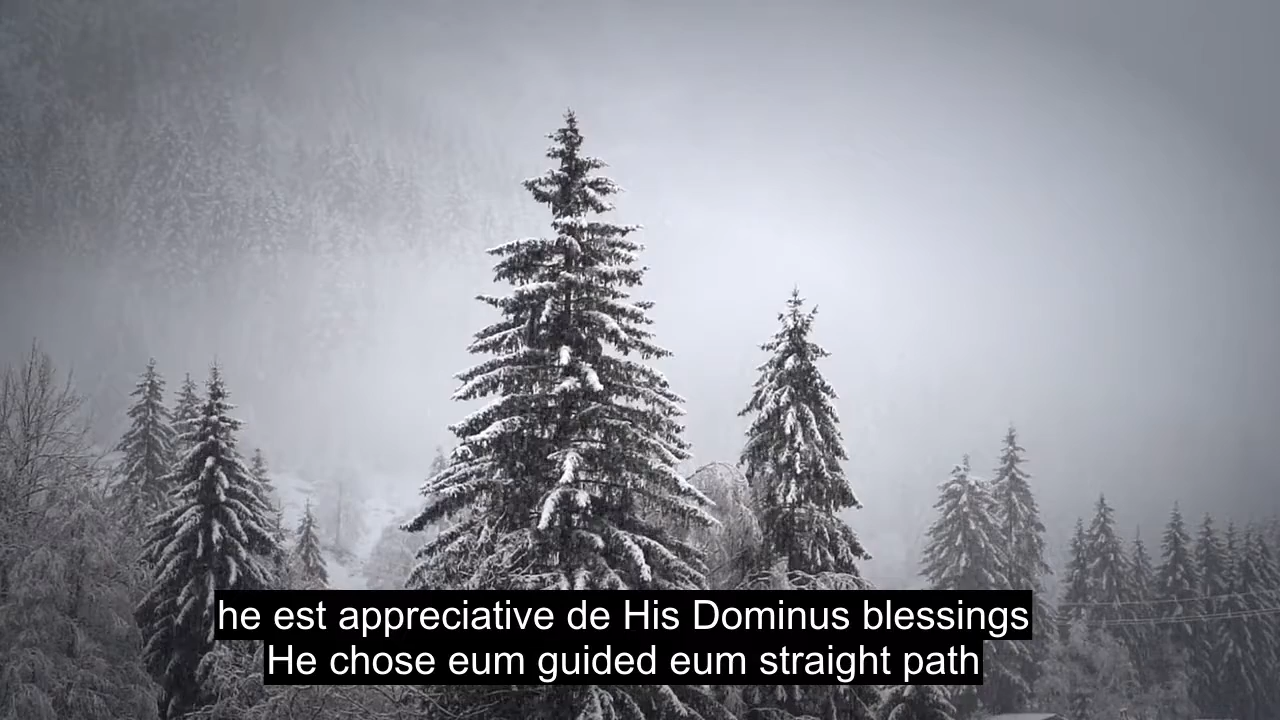 he est appreciative de His Dominus blessings
He chose eum guided eum straight path